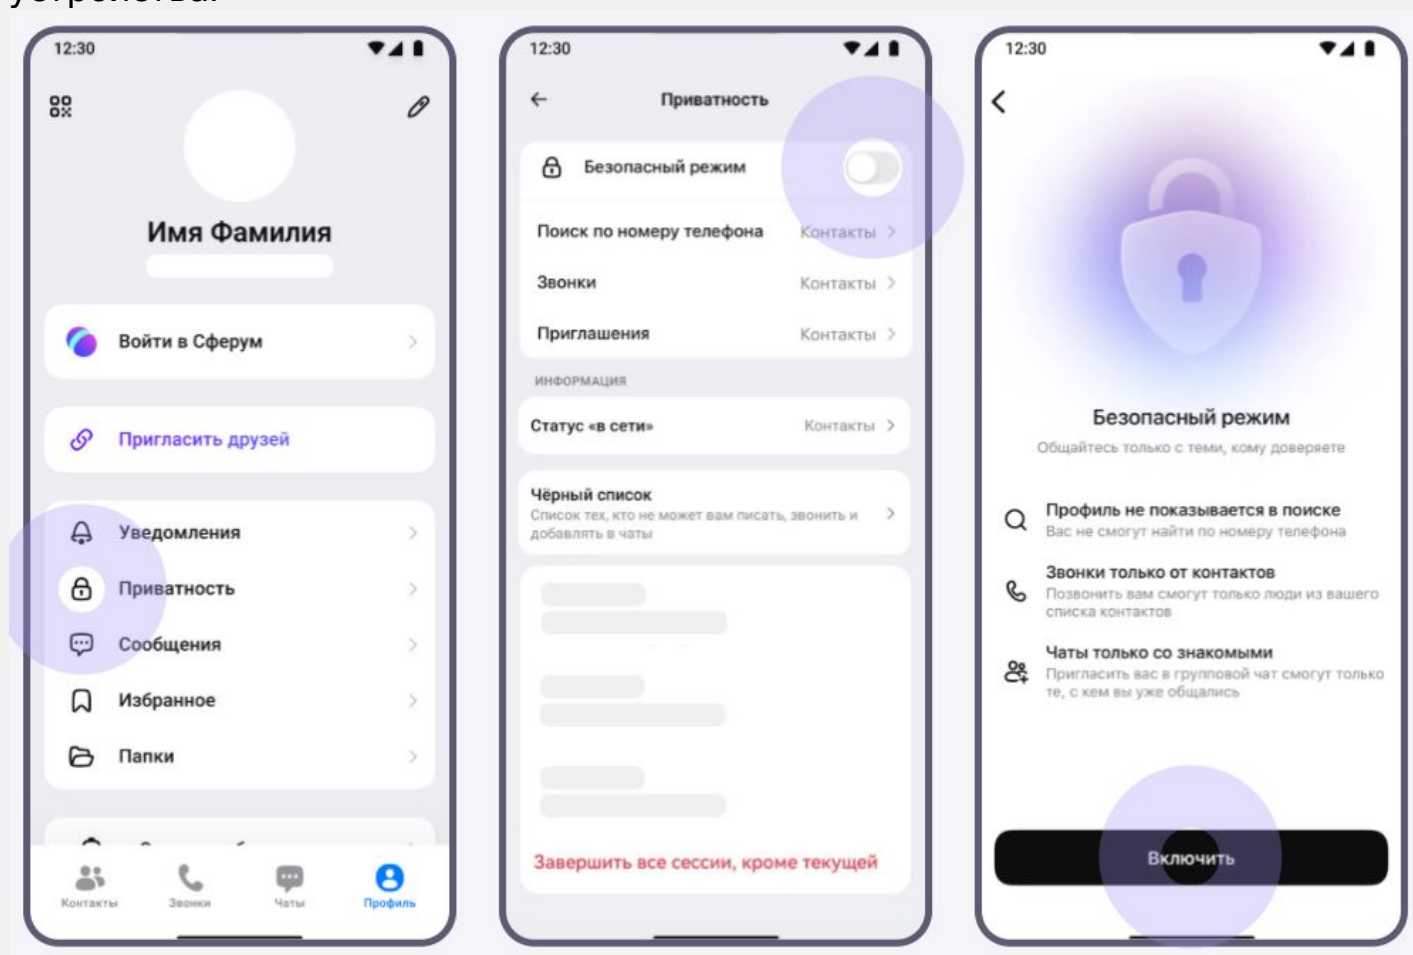 12:30
Имя Фамилия
Войти в Сферум
Пригласить друзей
Уведомления
Приватность
Сообщения
Избранное
Папки
Контакты
Звонки
Чаты
Профиль
12:30
Приватность
Безопасный режим
Поиск по номеру телефона Контакты
Звонки Контакты
Приглашения Контакты
ИНФОРМАЦИЯ
Статус «в сети» Контакты
Чёрный список
Список тех, кто не может вам писать, звонить и
добавлять в чаты
Завершить все сессии, кроме текущей
12:30
Безопасный режим
Общайтесь только с теми, кому доверяете
Профиль не показывается в поиске
Вас не смогут найти по номеру телефона
Звонки только от контактов
Позвонить вам смогут только люди из вашего
списка контактов
Чаты только со знакомыми
Пригласить вас в групповой чат смогут только
те, с кем вы уже общались
Включить